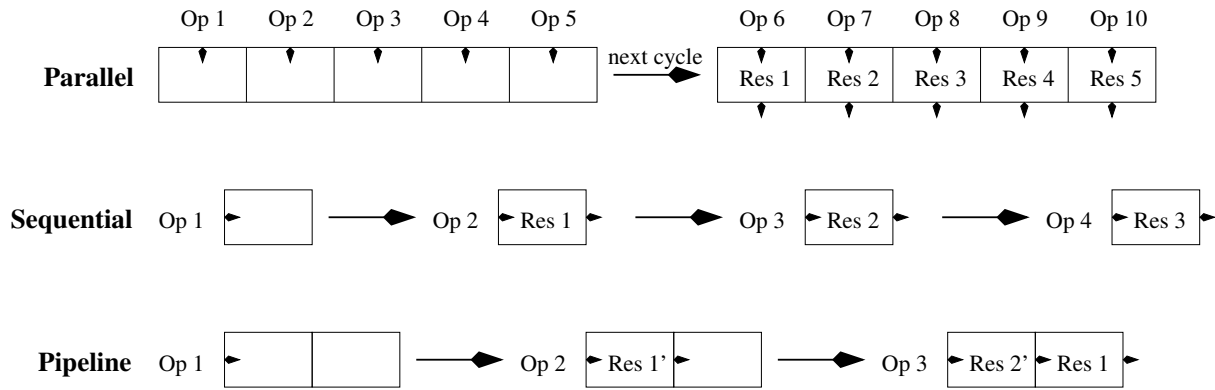 Op 1 Op 2 Op 3 Op 4 Op 5 Op 6 Op 7 Op 8 Op 9 Op 10
Parallel next cycle Res 1 Res 2 Res 3 Res 4 Res 5
Sequential Op 1 Op 2 Res 1 Op 3 Res 2 Op 4 Res 3
Pipeline Op 1 Op 2 Res 1' Op 3 Res 2' Res 1